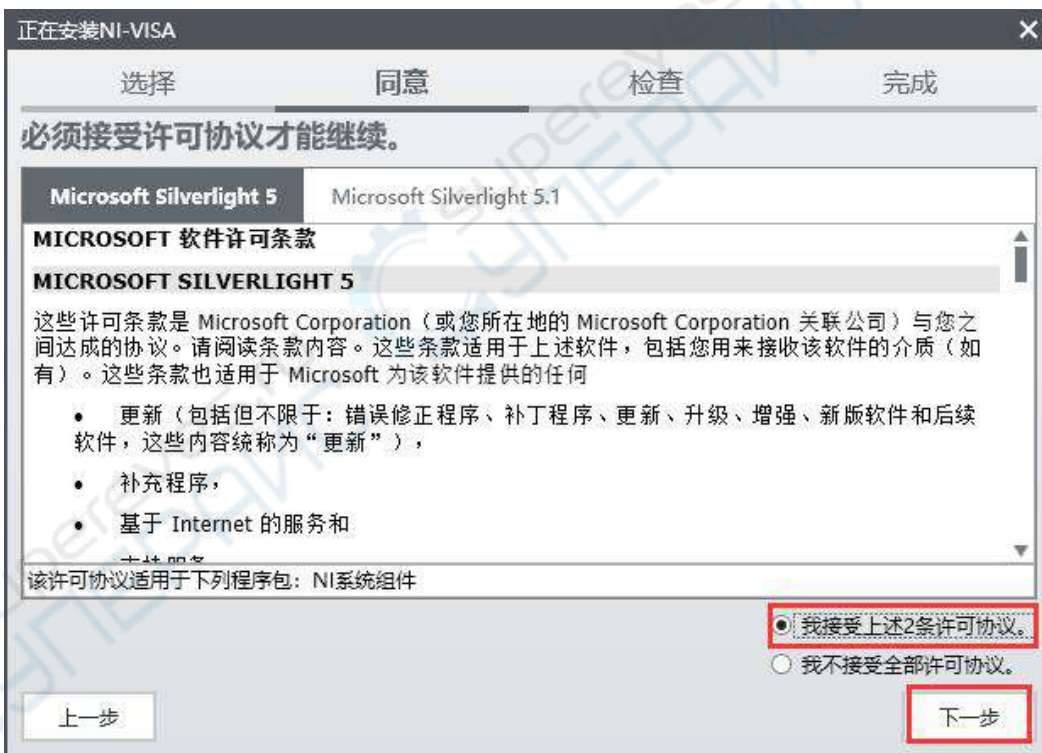 正在安装NI-VISA
选择 同意 检查 完成
必须接受许可协议才能继续。
Microsoft Silverlight 5 Microsoft Silverlight 5.1
MICROSOFT 软件许可条款
MICROSOFT SILVERLIGHT 5
这些许可条款是 Microsoft Corporation（或您所在地的 Microsoft Corporation 关联公司）与您之
间达成的协议。请阅读条款内容。这些条款适用于上述软件，包括您用来接收该软件的介质（如
有）。这些条款也适用于 Microsoft 为该软件提供的任何
• 更新（包括但不限于：错误修正程序、补丁程序、更新、升级、增强、新版软件和后续
软件，这些内容统称为“更新”），
• 补充程序，
• 基于 Internet 的服务和
该许可协议适用于下列程序包：NI系统组件
我接受上述2条许可协议。
我不接受全部许可协议。
上一步 下一步